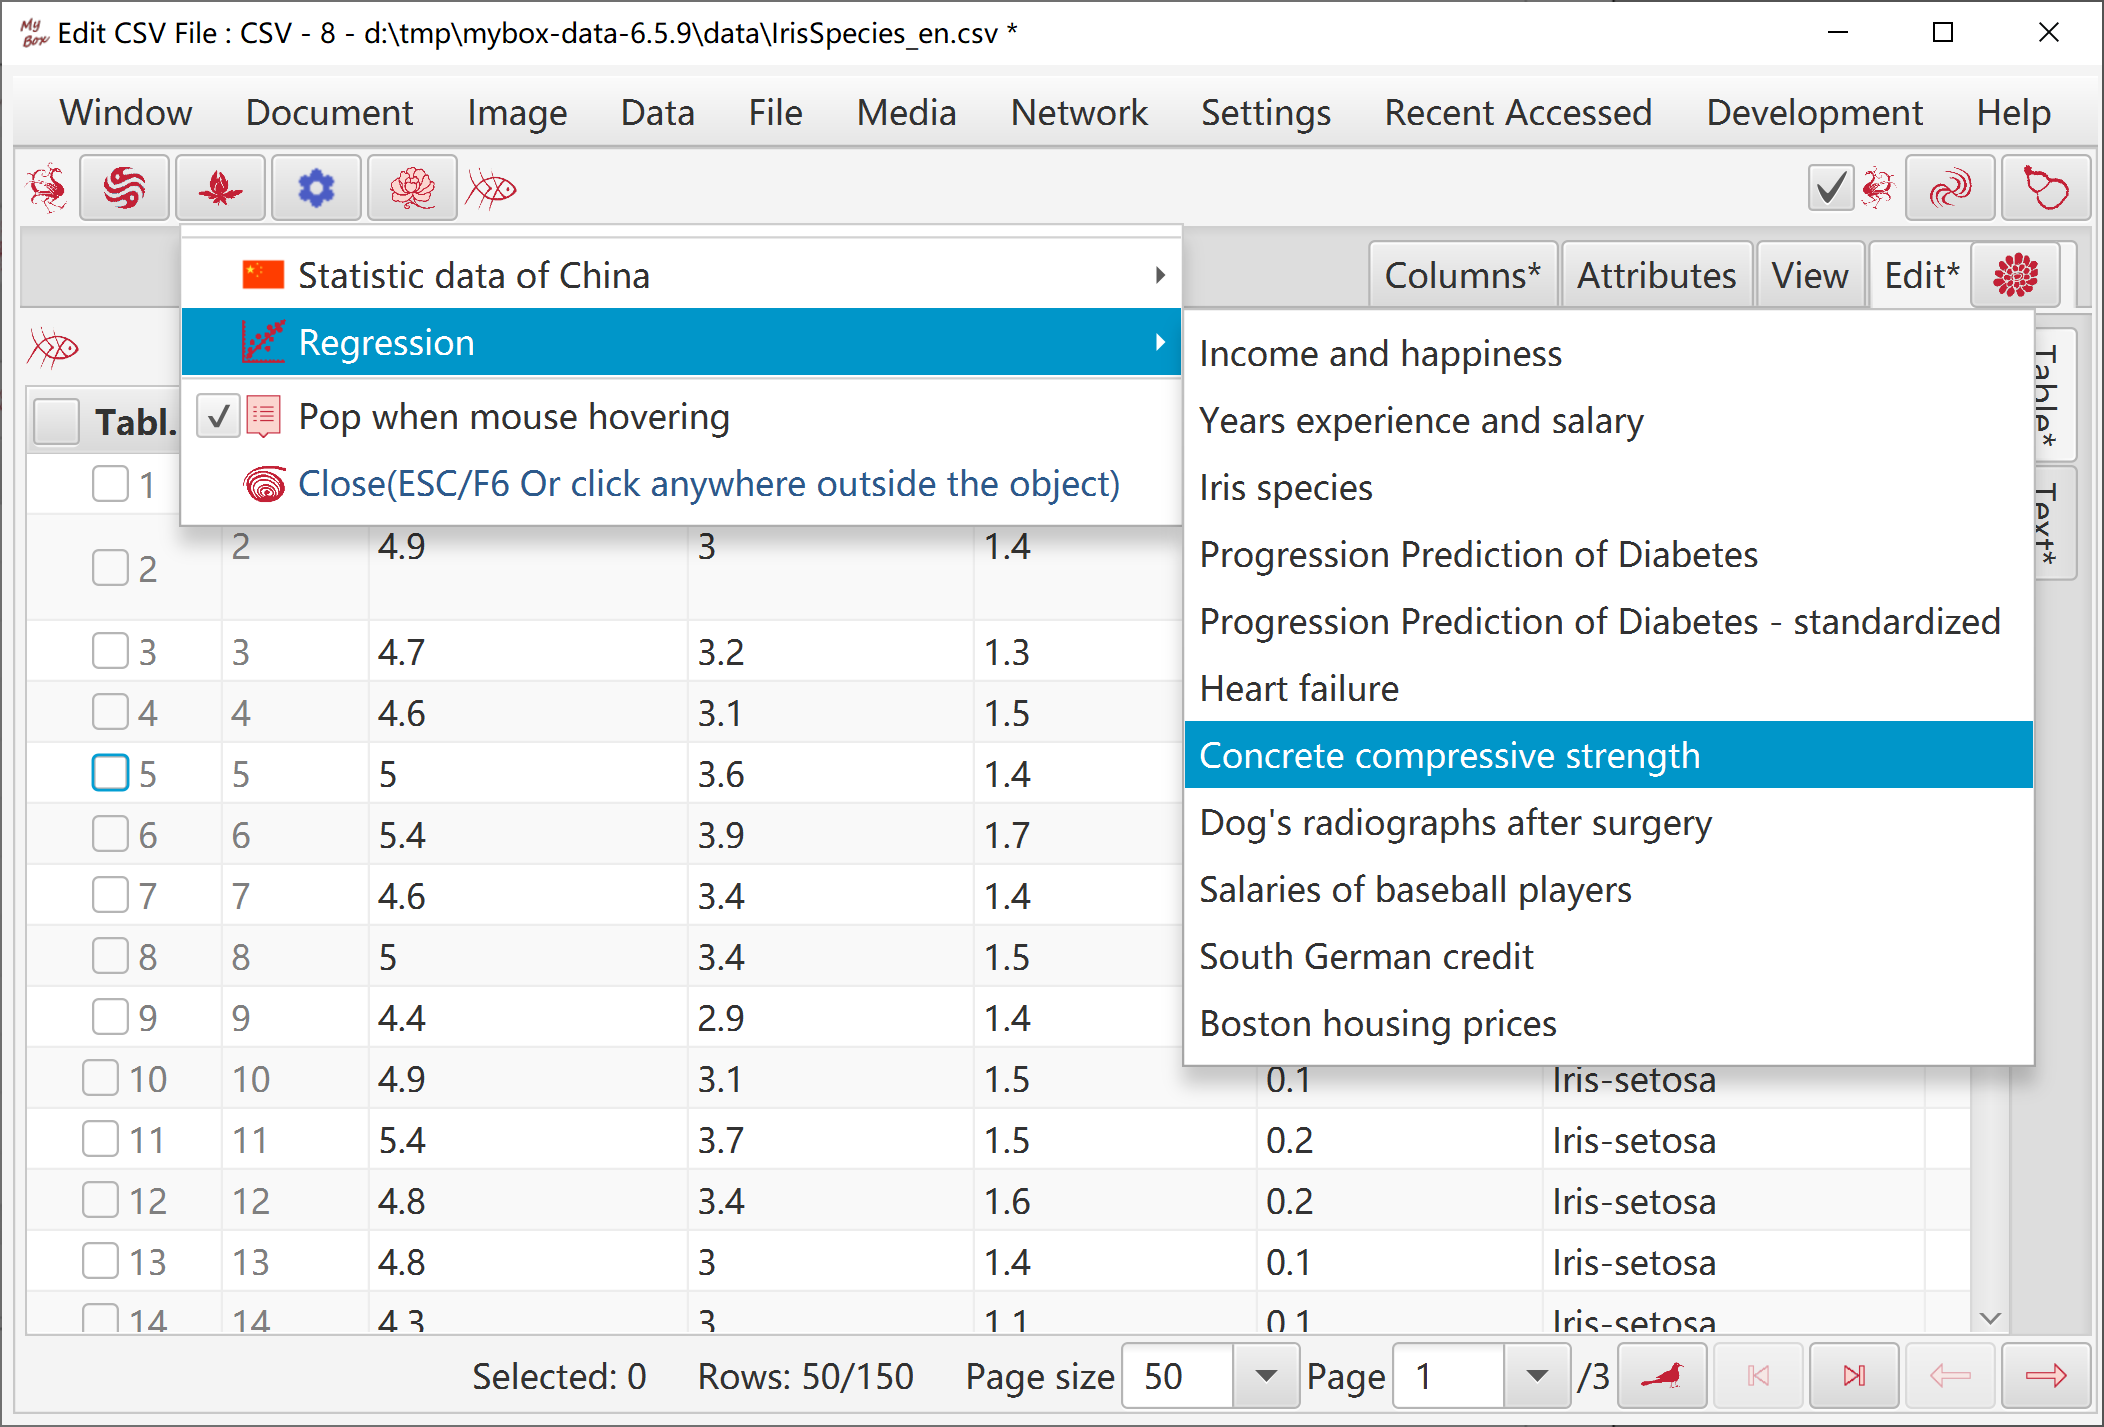 My Box Edit CSV File : CSV - 8 - d:\tmp\mybox-data-6.5.9\data\IrisSpecies_en.csv *
Window Document Image Data File Media Network Settings Recent Accessed Development Help
Columns* Attributes View Edit*
Statistic data of China
Regression
Pop when mouse hovering
Close(ESC/F6 Or click anywhere outside the object)
Income and happiness
Years experience and salary
Iris species
Progression Prediction of Diabetes
Progression Prediction of Diabetes - standardized
Heart failure
Concrete compressive strength
Dog's radiographs after surgery
Salaries of baseball players
South German credit
Boston housing prices
Table*
Text*
Tabl.
1
2 2 4.9 3 1.4
3 3 4.7 3.2 1.3
4 4 4.6 3.1 1.5
5 5 5 3.6 1.4
6 6 5.4 3.9 1.7
7 7 4.6 3.4 1.4
8 8 5 3.4 1.5
9 9 4.4 2.9 1.4
10 10 4.9 3.1 1.5 0.1 Iris-setosa
11 11 5.4 3.7 1.5 0.2 Iris-setosa
12 12 4.8 3.4 1.6 0.2 Iris-setosa
13 13 4.8 3 1.4 0.1 Iris-setosa
14 14 4.3 3 1.1 0.1 Iris-setosa
Selected: 0 Rows: 50/150 Page size 50 Page 1 /3